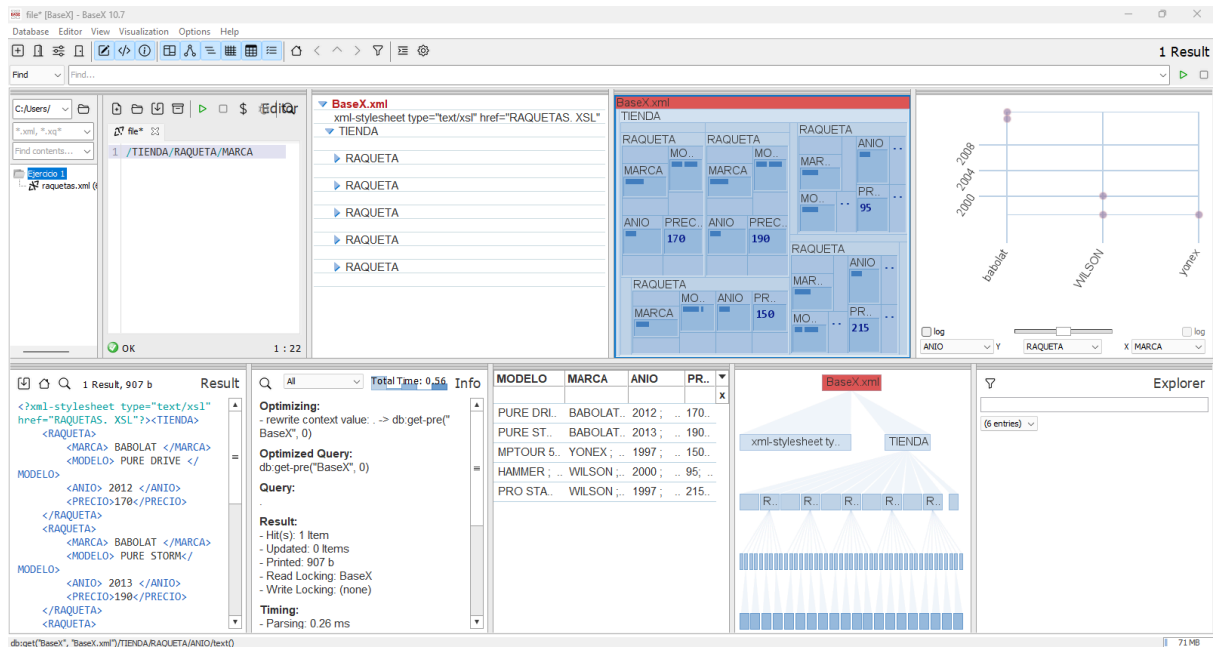 file* [BaseX] - BaseX 10.7
Database Editor View Visualization Options Help
1 Result
Find Find...
C:/Users/
*.xml, *.xq*
Find contents...
Ejercicio 1
raquetas.xml (6
Editor
file*
1 /TIENDA/RAQUETA/MARCA
OK 1 : 22
BaseX.xml
xml-stylesheet type="text/xsl" href="RAQUETAS. XSL"
TIENDA
RAQUETA
RAQUETA
RAQUETA
RAQUETA
RAQUETA
BaseX.xml
TIENDA
RAQUETA
MO..
MARCA
ANIO PREC..
170
RAQUETA
MO..
MARCA
ANIO PREC..
190
RAQUETA
ANIO ..
MAR..
PR.. ..
MO.. .. 95
RAQUETA
MO.. ANIO PR..
MARCA 150
RAQUETA
ANIO ..
MAR..
PR.. ..
MO.. .. 215
2008
2004
2000
babolat WILSON yonex
log log
ANIO Y RAQUETA X MARCA
1 Result, 907 b Result
<?xml-stylesheet type="text/xsl"
href="RAQUETAS. XSL"?><TIENDA>
<RAQUETA>
<MARCA> BABOLAT </MARCA>
<MODELO> PURE DRIVE </
MODELO>
<ANIO> 2012 </ANIO>
<PRECIO>170</PRECIO>
</RAQUETA>
<RAQUETA>
<MARCA> BABOLAT </MARCA>
<MODELO> PURE STORM</
MODELO>
<ANIO> 2013 </ANIO>
<PRECIO>190</PRECIO>
</RAQUETA>
<RAQUETA>
All Total Time: 0.56 Info
Optimizing:
- rewrite context value: . -> db:get-pre("
BaseX", 0)
Optimized Query:
db:get-pre("BaseX", 0)
Query:
.
Result:
- Hit(s): 1 Item
- Updated: 0 Items
- Printed: 907 b
- Read Locking: BaseX
- Write Locking: (none)
Timing:
- Parsing: 0.26 ms
MODELO MARCA ANIO PR..
x
PURE DRI.. BABOLAT.. 2012 ; .. 170..
PURE ST.. BABOLAT.. 2013 ; .. 190..
MPTOUR 5.. YONEX ; .. 1997 ; .. 150..
HAMMER ; .. WILSON ;.. 2000 ; .. 95; ..
PRO STA.. WILSON ;.. 1997 ; .. 215..
BaseX.xml
xml-stylesheet ty.. TIENDA
R.. R.. R.. R.. R..
Explorer
(6 entries)
db:get("BaseX", "BaseX.xml")/TIENDA/RAQUETA/ANIO/text()
71 MB